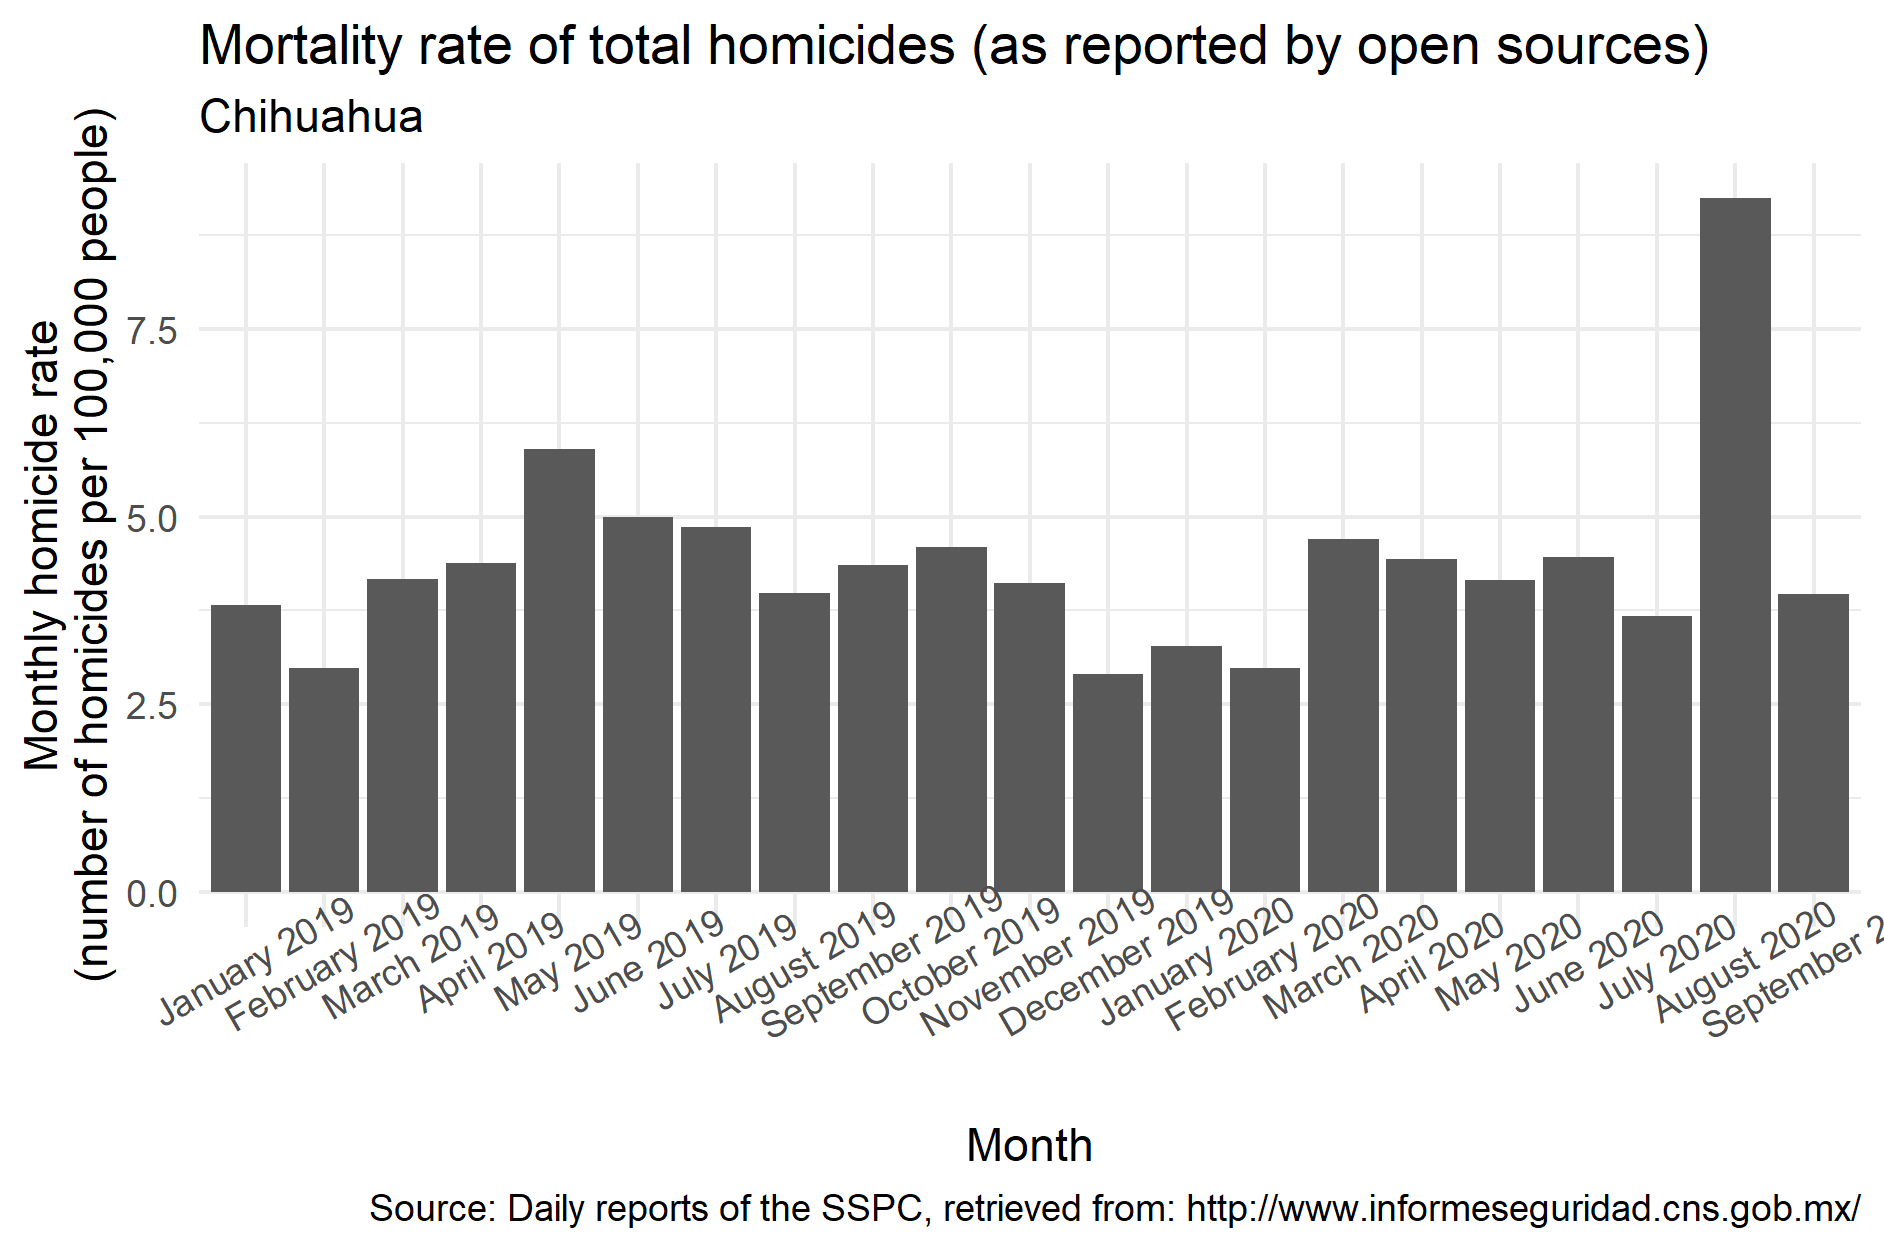 Mortality rate of total homicides (as reported by open sources)
Chihuahua
Monthly homicide rate
(number of homicides per 100,000 people)
7.5
5.0
2.5
0.0
January 2019
February 2019
March 2019
April 2019
May 2019
June 2019
July 2019
August 2019
September 2019
October 2019
November 2019
December 2019
January 2020
February 2020
March 2020
April 2020
May 2020
June 2020
July 2020
August 2020
September 2
Month
Source: Daily reports of the SSPC, retrieved from: http://www.informeseguridad.cns.gob.mx/